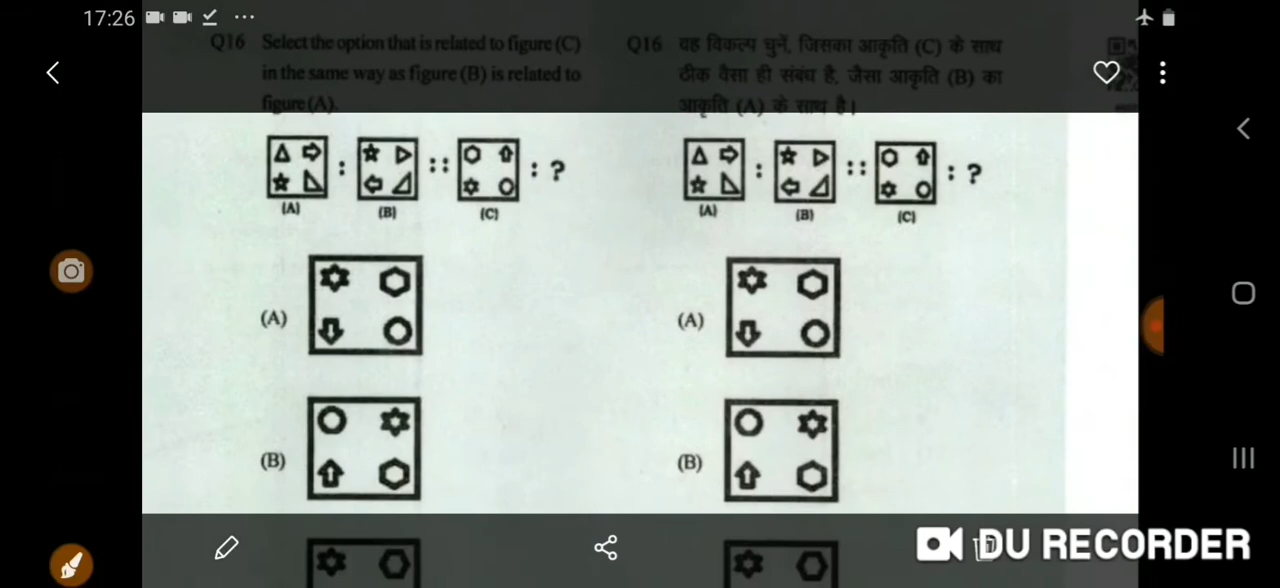 17:26
Q16 Select the option that is related to figure (C)
in the same way as figure (B) is related to
figure (A).
: :: : ?
(A) (B) (C)
(A)
(B)
Q16 वह विकल्प चुनें, जिसका आकृति (C) के साथ
ठीक वैसा ही संबंध है, जैसा आकृति (B) का
आकृति (A) के साथ है।
: :: : ?
(A) (B) (C)
(A)
(B)
DU RECORDER